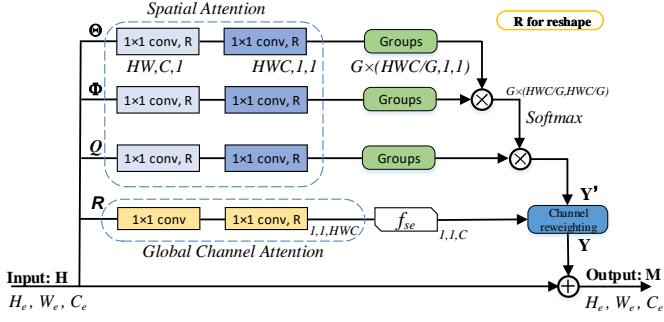 Spatial Attention
R for reshape
Θ
1×1 conv, R
1×1 conv, R
Groups
HW,C,1
HWC,1,1
G×(HWC/G,1,1)
Φ
1×1 conv, R
1×1 conv, R
Groups
G×(HWC/G,HWC/G)
Softmax
Q
1×1 conv, R
1×1 conv, R
Groups
Y'
R
1×1 conv
1×1 conv, R
1,1,HWC
fse
1,1,C
Channel
reweighting
Global Channel Attention
Y
Input: H
Output: M
He, We, Ce
He, We, Ce